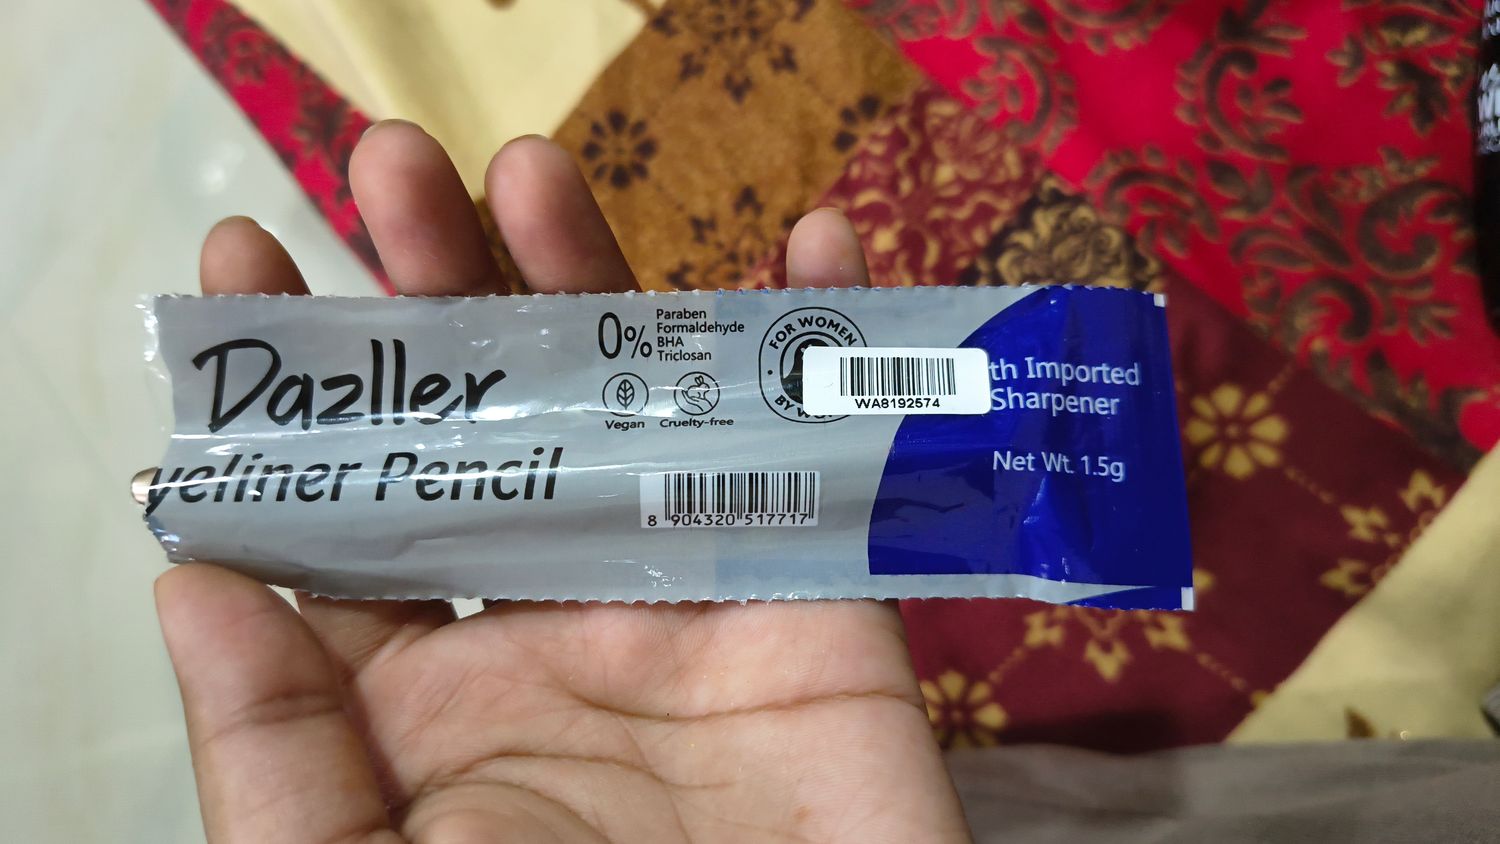 Dazller
yeliner Pencil
0%
Paraben
Formaldehyde
BHA
Triclosan
Vegan
Cruelty-free
FOR WOMEN
BY
WA8192574
8 904320 517717
th Imported
Sharpener
Net Wt. 1.5g